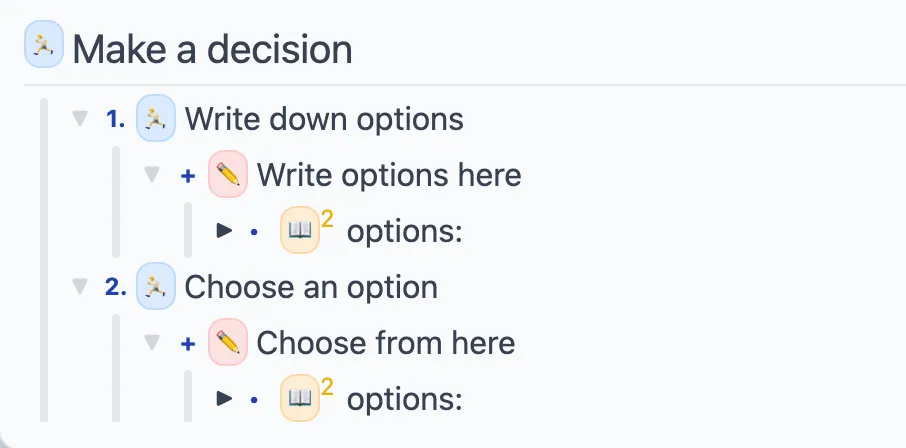 🏃 Make a decision
▼ 1. 🏃 Write down options
▼ + ✏️ Write options here
▶ • 📖 2 options:
▼ 2. 🏃 Choose an option
▼ + ✏️ Choose from here
▶ • 📖 2 options: